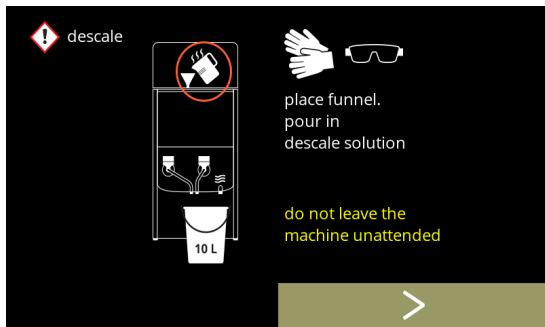 descale
place funnel.
pour in
descale solution
do not leave the
machine unattended
10 L